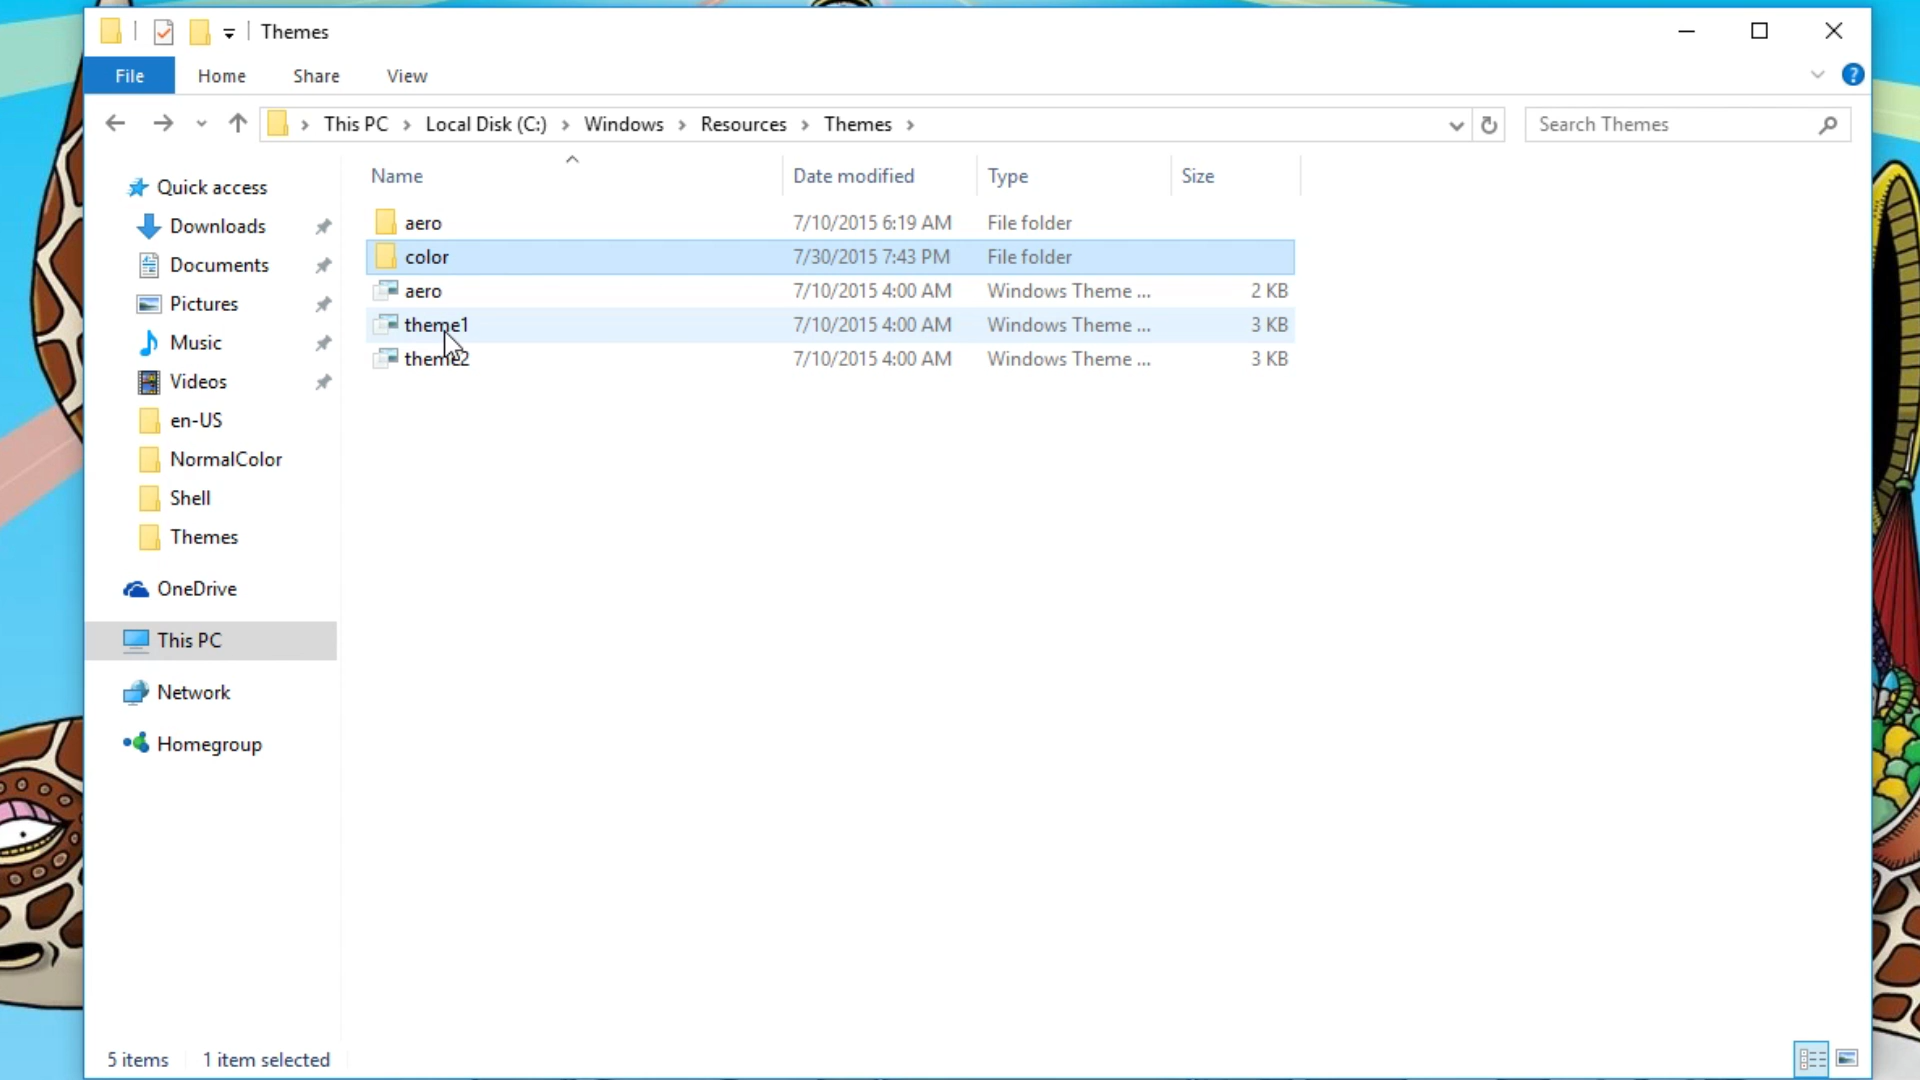 Themes
File Home Share View
This PC Local Disk (C:) Windows Resources Themes Search Themes
Name Date modified Type Size
Quick access
Downloads
Documents
Pictures
Music
Videos
en-US
NormalColor
Shell
Themes
OneDrive
This PC
Network
Homegroup
aero 7/10/2015 6:19 AM File folder
color 7/30/2015 7:43 PM File folder
aero 7/10/2015 4:00 AM Windows Theme ... 2 KB
theme1 7/10/2015 4:00 AM Windows Theme ... 3 KB
theme2 7/10/2015 4:00 AM Windows Theme ... 3 KB
5 items 1 item selected